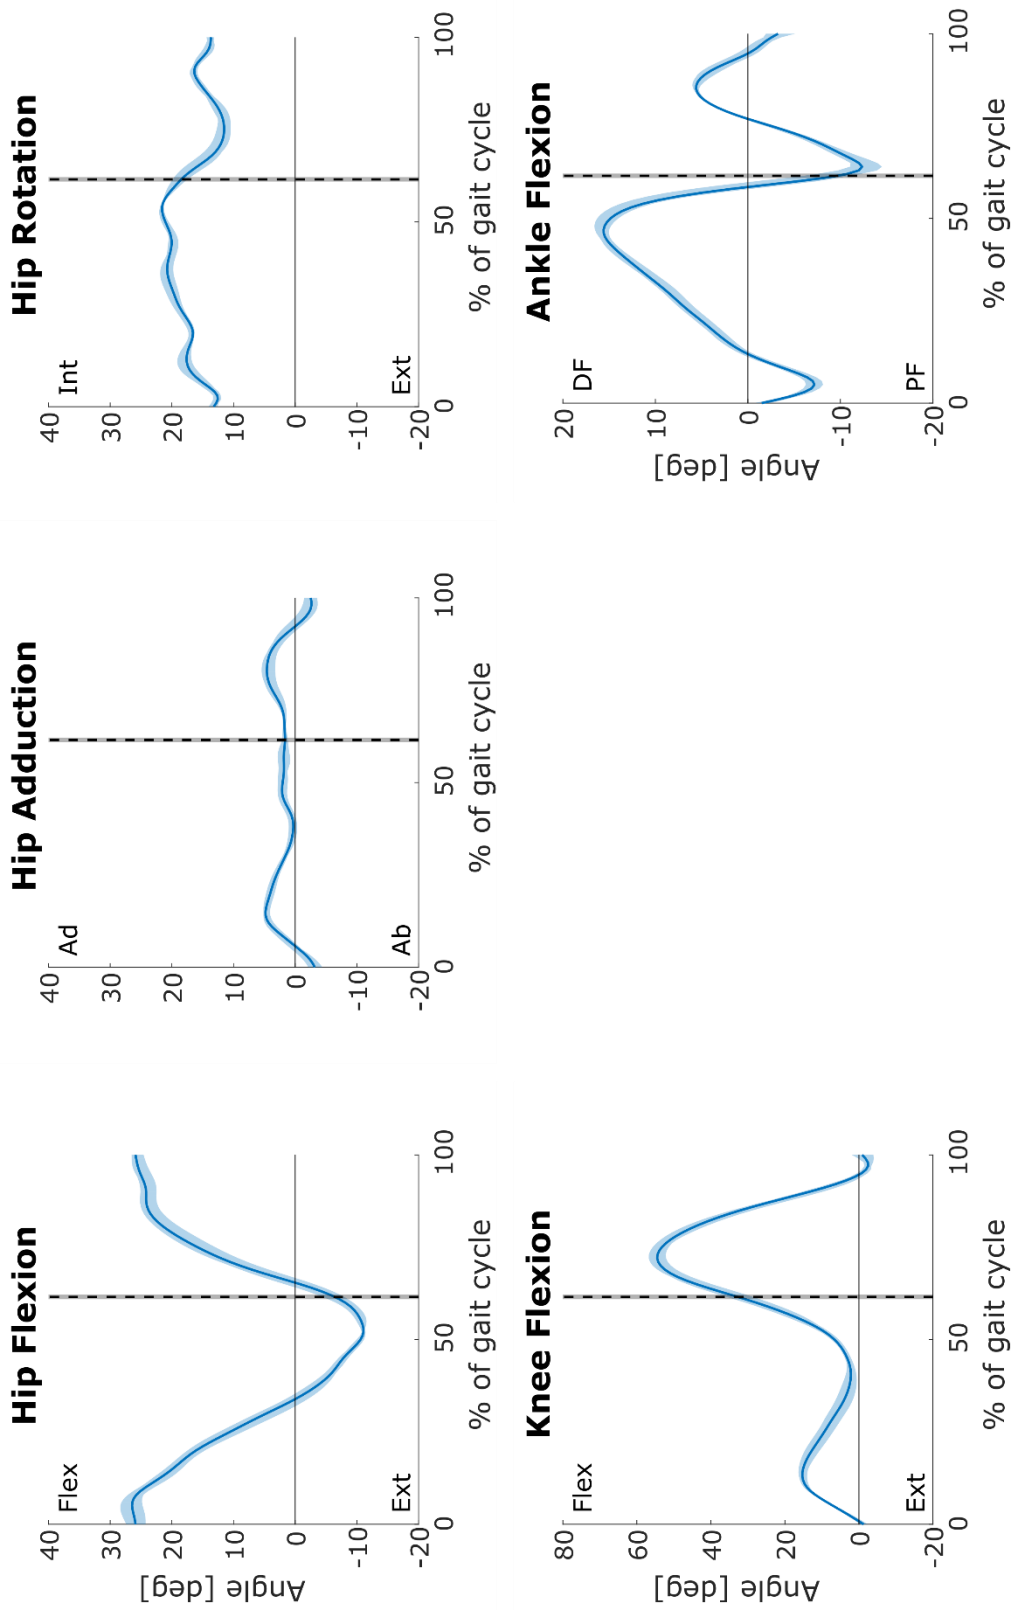 Hip Flexion
40
30
20
10
0
-10
-20
Angle [deg]
Flex
Ext
0
50
100
% of gait cycle
Hip Adduction
40
30
20
10
0
-10
-20
Ad
Ab
0
50
100
% of gait cycle
Hip Rotation
40
30
20
10
0
-10
-20
Int
Ext
0
50
100
% of gait cycle
Knee Flexion
80
60
40
20
0
-20
Angle [deg]
Flex
Ext
0
50
100
% of gait cycle
Ankle Flexion
20
10
0
-10
-20
Angle [deg]
DF
PF
0
50
100
% of gait cycle